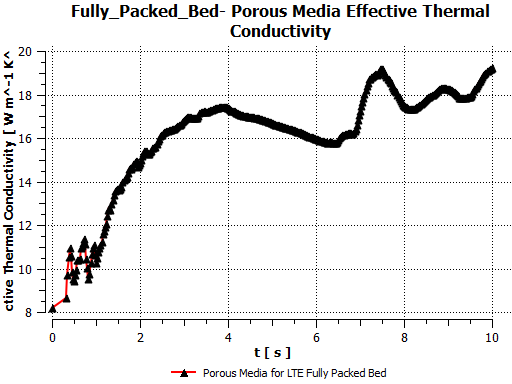 Fully_Packed_Bed- Porous Media Effective Thermal
Conductivity
ctive Thermal Conductivity [ W m^-1 K^
20
18
16
14
12
10
8
0 2 4 6 8 10
t [ s ]
Porous Media for LTE Fully Packed Bed